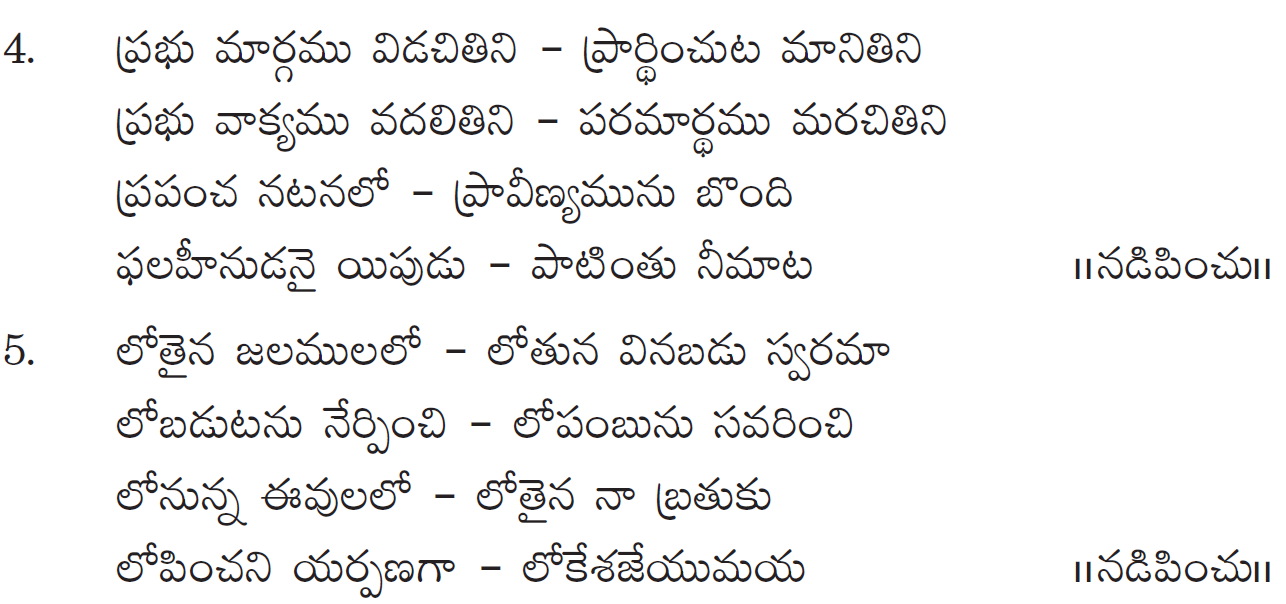 4. ప్రభు మార్గము విడచితిని – ప్రార్థించుట మానితిని
ప్రభు వాక్యము వదలితిని – పరమార్థము మరచితిని
ప్రపంచ నటనలో – ప్రావీణ్యమును బొంది
ఫలహీనుడనై యిపుడు – పాటింతు నీమాట ॥నడిపించు॥
5. లోతైన జలములలో – లోతున వినబడు స్వరమా
లోబడుటను నేర్పించి – లోపంబును సవరించి
లోనున్న ఈవులలో – లోతైన నా బ్రతుకు
లోపించని యర్పణగా – లోకేశజేయుమయ ॥నడిపించు॥